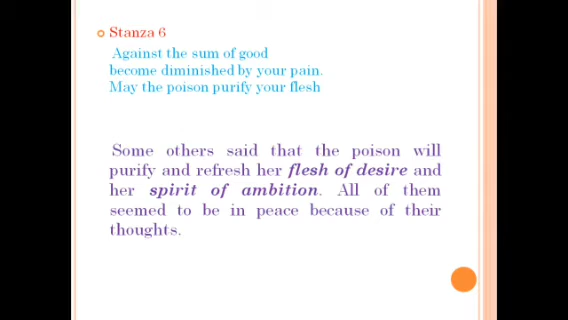 Stanza 6
Against the sum of good
become diminished by your pain.
May the poison purify your flesh
Some others said that the poison will
purify and refresh her flesh of desire and
her spirit of ambition. All of them
seemed to be in peace because of their
thoughts.